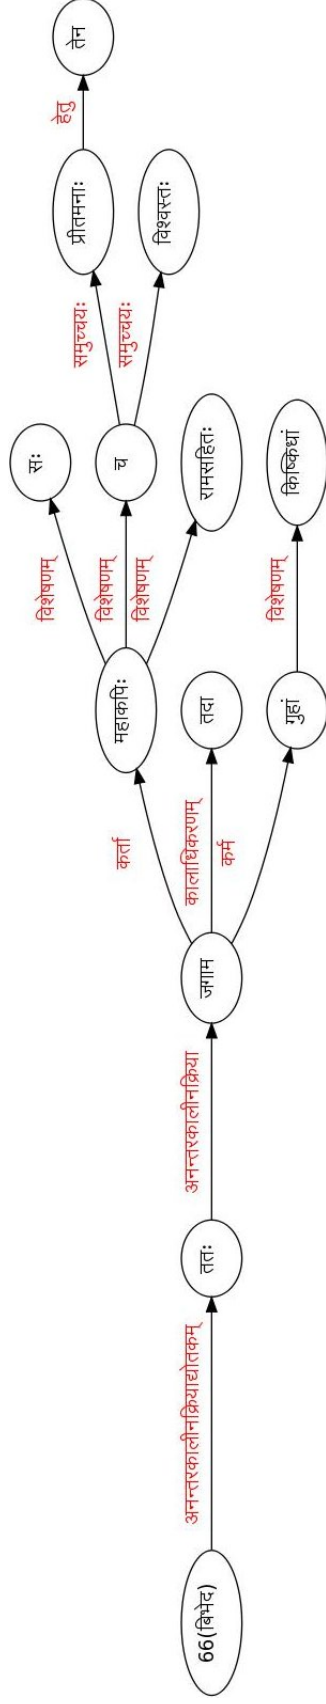 66(बिभेद)
अनन्तरकालीनक्रियाद्योतकम्
ततः
अनन्तरकालीनक्रिया
जगाम
कर्ता
कालाधिकरणम्
कर्म
महाकपिः
तदा
गुहां
विशेषणम्
विशेषणम्
विशेषणम्
विशेषणम्
सः
च
रामसहितः
किष्किंधां
समुच्चयः
समुच्चयः
प्रीतमनाः
विश्वस्तः
हेतु
तेन